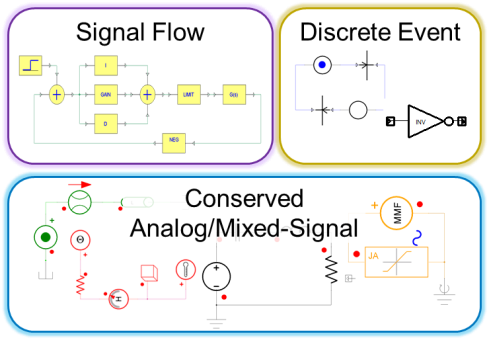 Signal Flow
I
GAIN
LIMIT
G(s)
D
NEG
Discrete Event
INV
Conserved
Analog/Mixed-Signal
Θ
H
MMF
JA